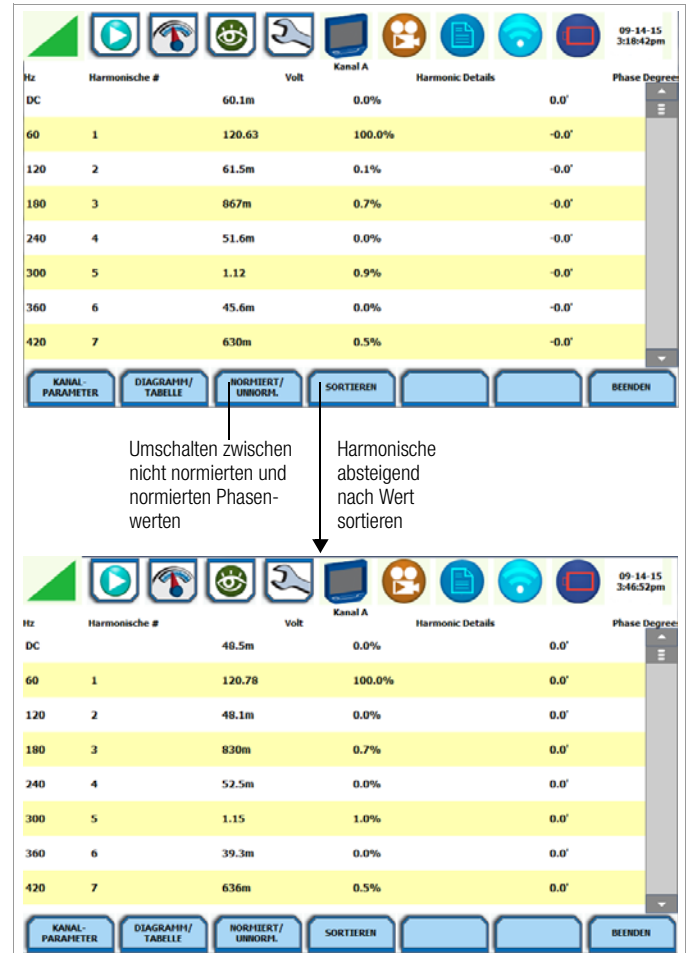 09-14-15
3:18:42pm
Kanal A
Hz Harmonische # Volt Harmonic Details Phase Degrees
DC 60.1m 0.0% 0.0°
60 1 120.63 100.0% -0.0°
120 2 61.5m 0.1% -0.0°
180 3 867m 0.7% -0.0°
240 4 51.6m 0.0% -0.0°
300 5 1.12 0.9% -0.0°
360 6 45.6m 0.0% -0.0°
420 7 630m 0.5% -0.0°
KANAL-
PARAMETER
DIAGRAMM/
TABELLE
NORMIERT/
UNNORM.
SORTIEREN
BEENDEN
Umschalten zwischen
nicht normierten und
normierten Phasen-
werten
Harmonische
absteigend
nach Wert
sortieren
09-14-15
3:46:52pm
Kanal A
Hz Harmonische # Volt Harmonic Details Phase Degrees
DC 48.5m 0.0% 0.0°
60 1 120.78 100.0% 0.0°
120 2 48.1m 0.0% 0.0°
180 3 830m 0.7% 0.0°
240 4 52.5m 0.0% 0.0°
300 5 1.15 1.0% 0.0°
360 6 39.3m 0.0% 0.0°
420 7 636m 0.5% 0.0°
KANAL-
PARAMETER
DIAGRAMM/
TABELLE
NORMIERT/
UNNORM.
SORTIEREN
BEENDEN